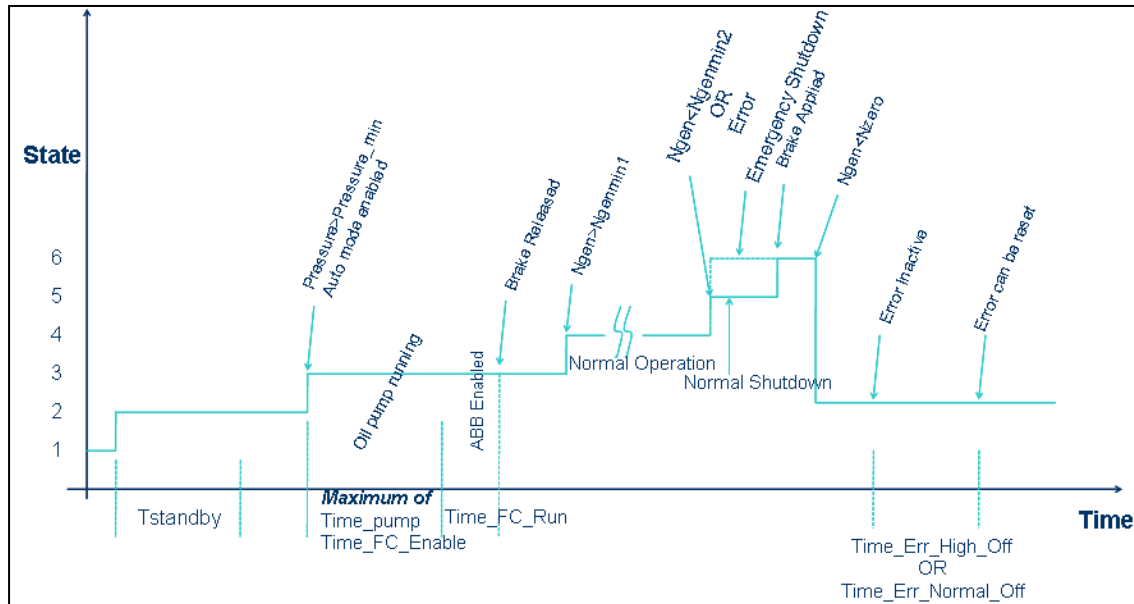 State
6
5
4
3
2
1
Pressure>Pressure_min
Auto mode enabled
Oil pump running
ABB Enabled
Brake Released
Ngen>Ngenmin1
Normal Operation
Ngen<Ngenmin2
OR
Error
Emergency Shutdown
Brake Applied
Normal Shutdown
Ngen<Nzero
Error Inactive
Error can be reset
Tstandby
Maximum of
Time_pump
Time_FC_Enable
Time_FC_Run
Time_Err_High_Off
OR
Time_Err_Normal_Off
Time